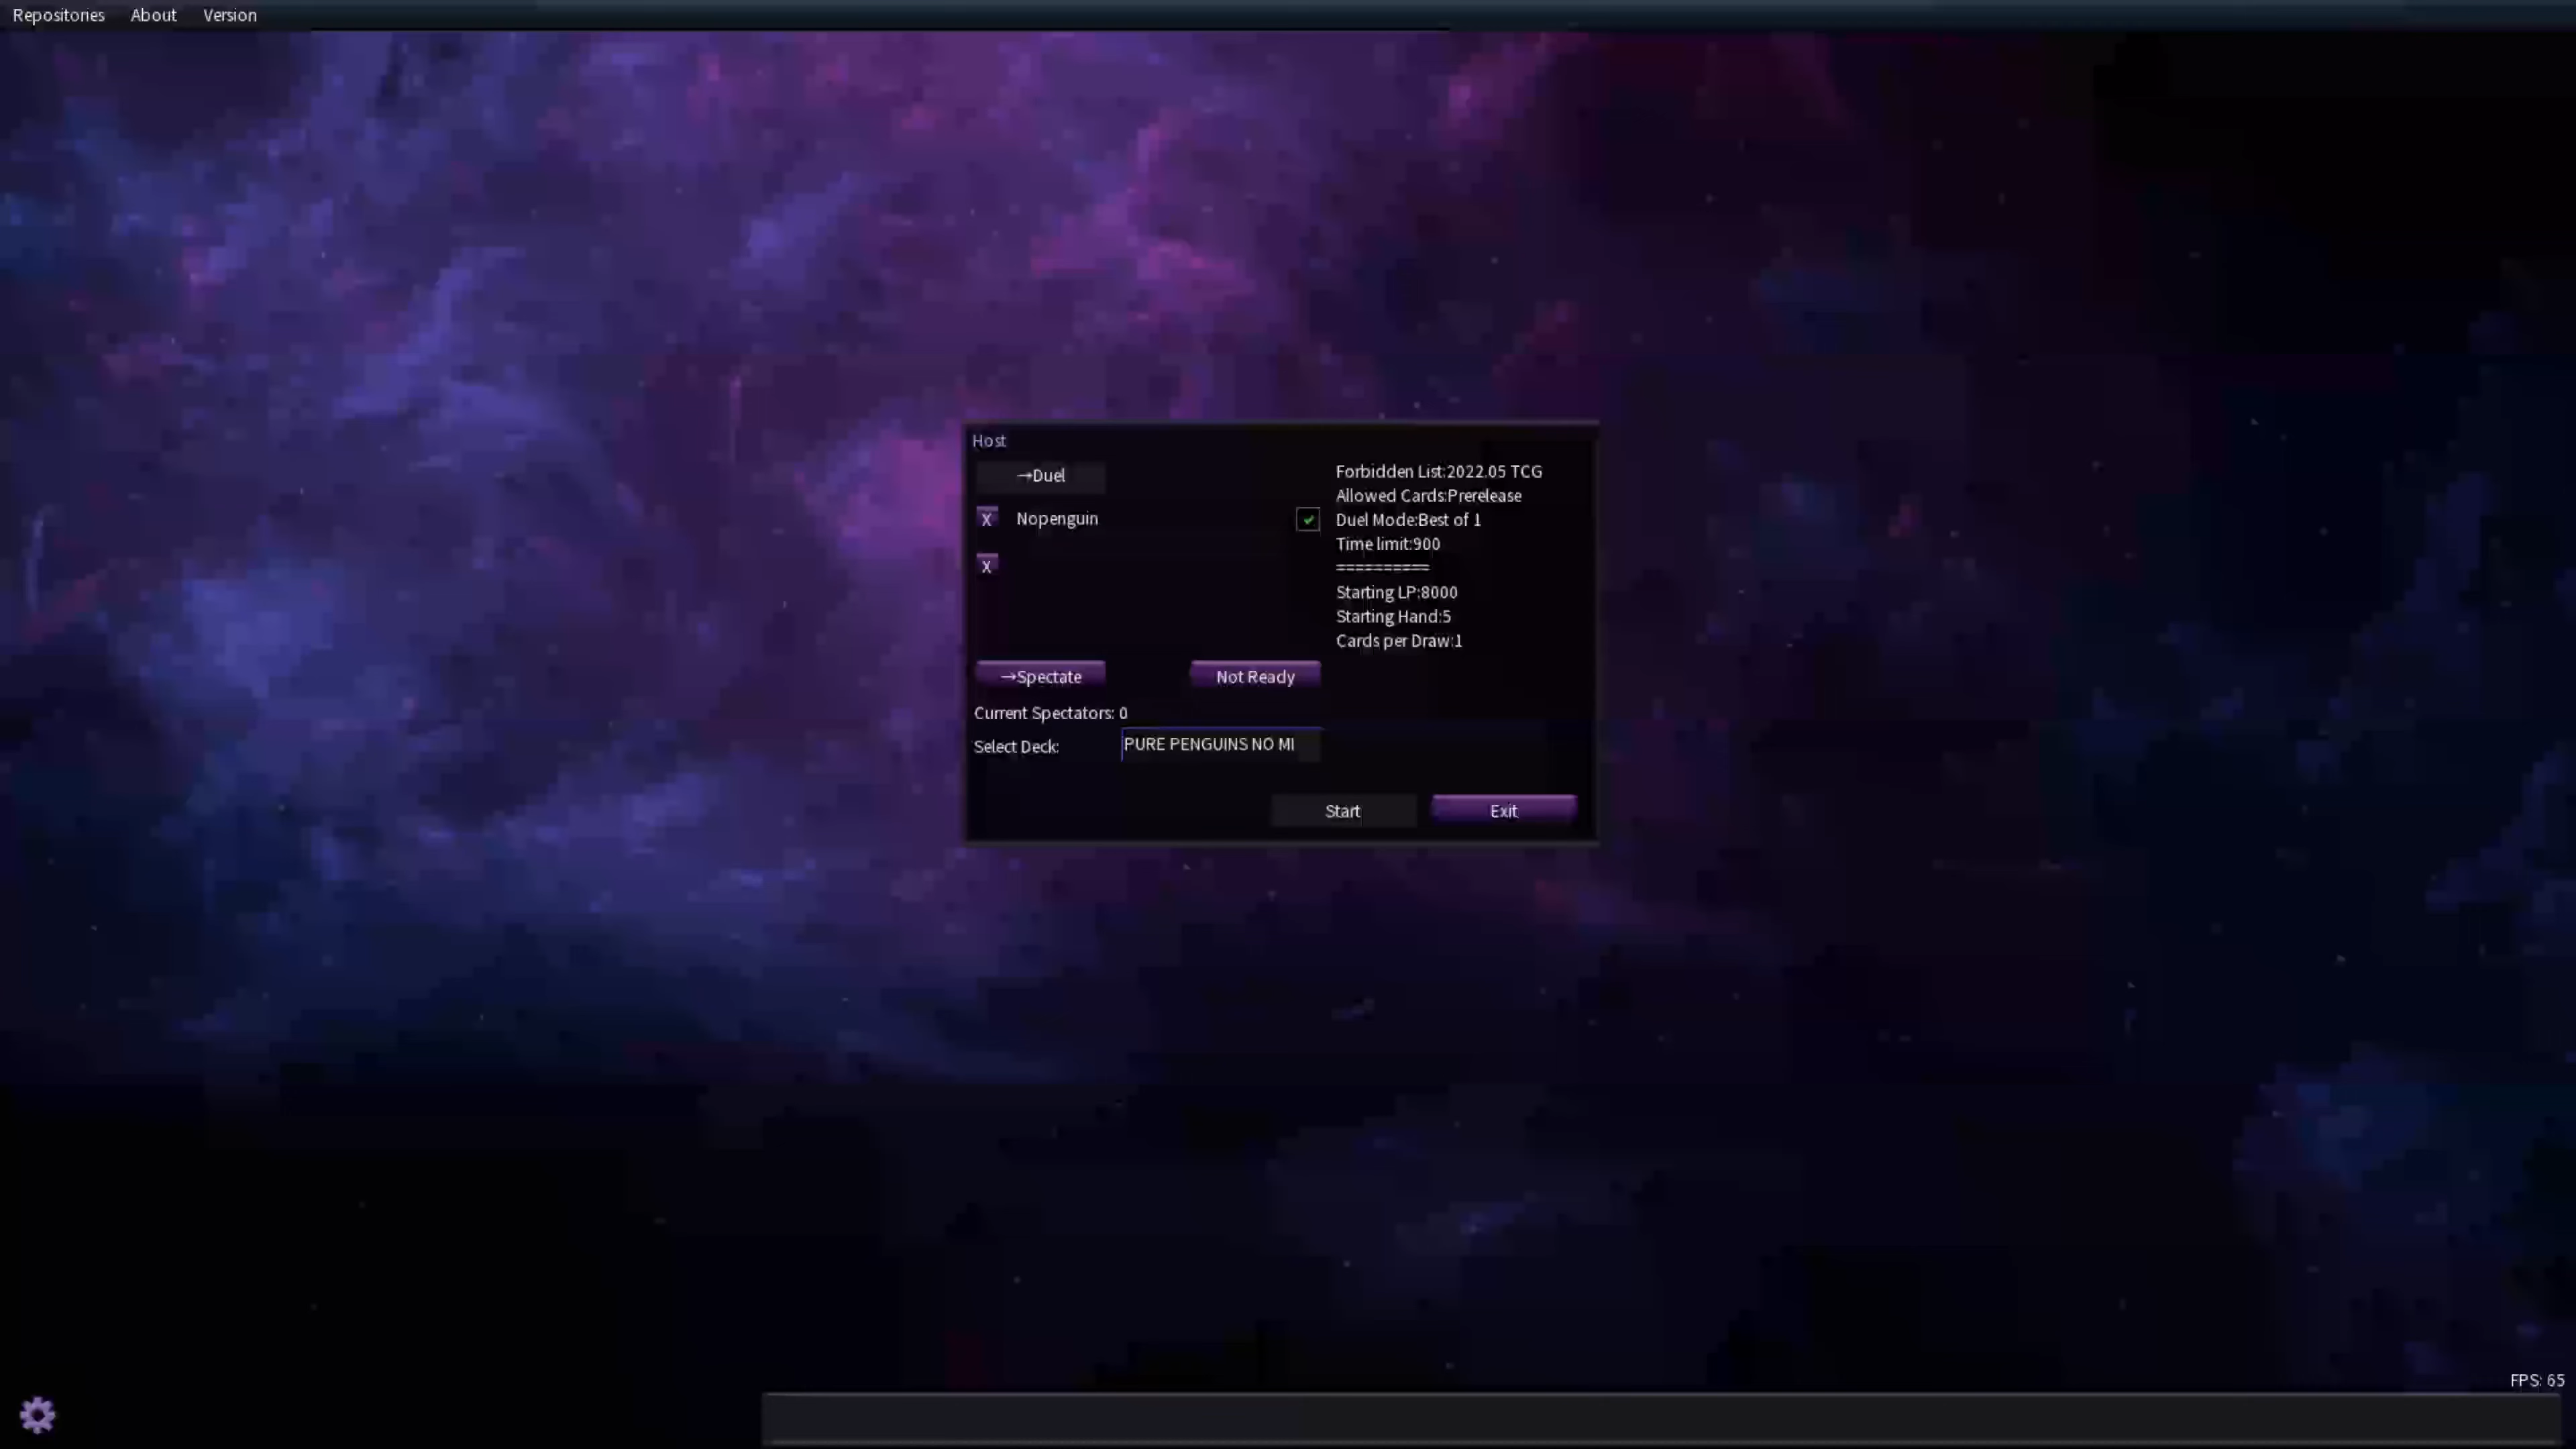 Repositories About Version
Host
→Duel
X Nopenguin
X
→Spectate Not Ready
Current Spectators: 0
Select Deck: PURE PENGUINS NO MI
Start Exit
Forbidden List:2022.05 TCG
Allowed Cards:Prerelease
Duel Mode:Best of 1
Time limit:900
==========
Starting LP:8000
Starting Hand:5
Cards per Draw:1
FPS: 65